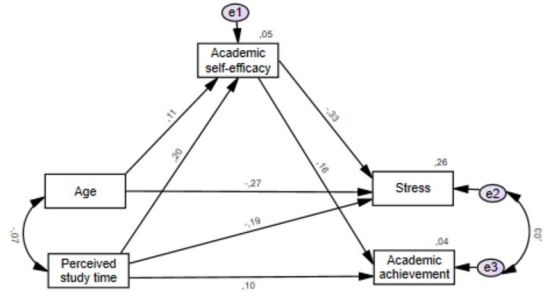 e1
,05
Academic
self-efficacy
,11
,20
-,33
,16
,26
Age
-,27
Stress
e2
-,07
-,19
,03
,04
Perceived
study time
Academic
achievement
e3
,10